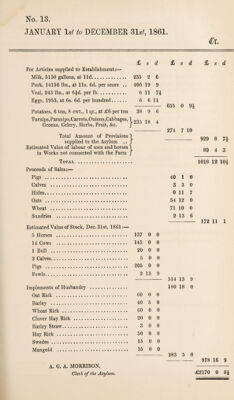 No. 13.
JANUARY 1st to DECEMBER 31st, 1861.
Cr.
£ s d £ s d
For Articles supplied to Establishment:—
Milk, 5130 gallons, at 11d. 235 2 6
Pork, 14156 lbs., at 11s. 6d. per score .. 406 19 9
Veal, 243 lbs., at 6½d. per lb. 6 11 7½
Eggs, 1953, at 6s. 6d. per hundred 6 6 11
655 0 9½
Potatoes, 6 tons, 8 cwt., 1 qr., at £6 per ton 38 9 6
Turnips, Parsnips, Carrots, Onions, Cabbages, Greens, Celery, Herbs, Fruit, &c. 235 18 4
274 7 10
Total Amount of Provisions supplied to the Asylum .. 929 8 7½
Estimated Value of labour of men and horses in Works not connected with the Farm 89 4 3
TOTAL 1018 12 10½
Proceeds of Sales:—
Pigs 40 1 0
Calves 3 3 0
Hides 0 11 7
Oats 54 12 0
Wheat 71 10 0
Sundries 2 13 6
172 11 1
Estimated Value of Stock, Dec. 31st, 1861:—
5 Horses 137 0 0
14 Cows 145 0 0
1 Bull 20 0 0
2 Calves 5 0 0
Pigs 205 0 0
Fowls 2 13 9
514 13 9
Implements of Husbandry 180 18 0
Oat Rick 60 0 0
Barley 40 5 0
Wheat Rick 60 0 0
Clover Hay Rick 20 0 0
Barley Straw 3 0 0
Hay Rick 50 0 0
Swedes 15 0 0
Mangold 35 0 0
283 5 0
978 16 9
A. G. A. MORRISON,
Clerk of the Asylum.
£2170 0 8½